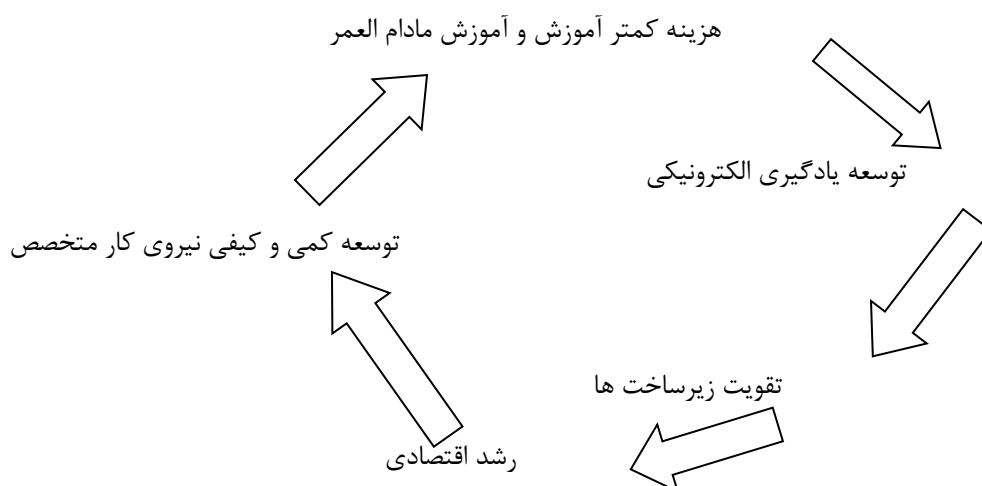 هزینه کمتر آموزش و آموزش مادام العمر
توسعه یادگیری الکترونیکی
توسعه کمی و کیفی نیروی کار متخصص
تقویت زیرساخت ها
رشد اقتصادی